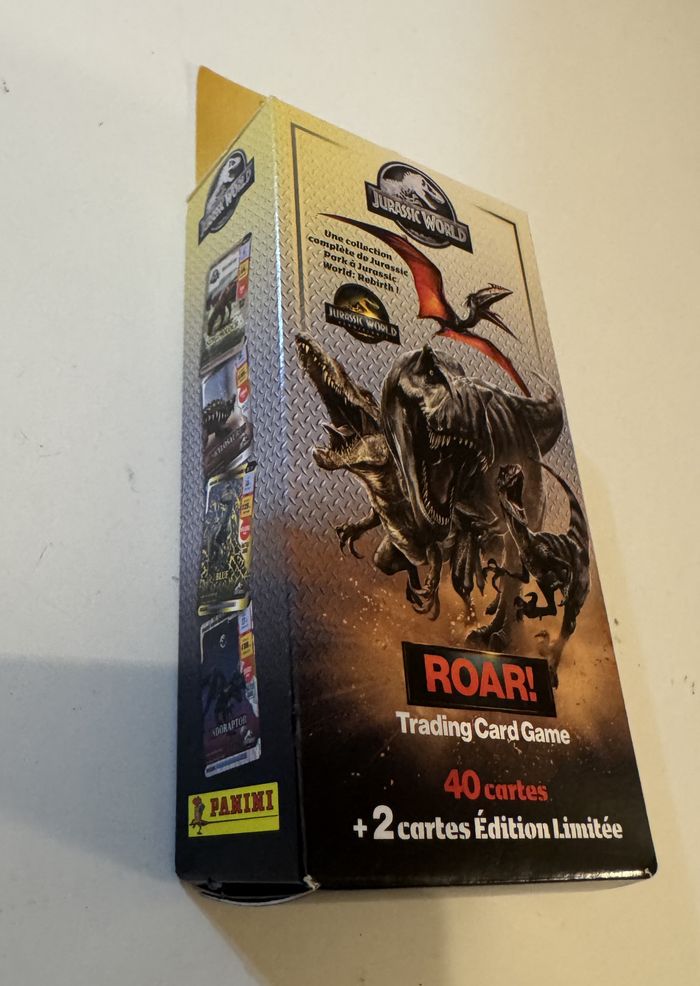 JURASSIC WORLD
JURASSIC WORLD
Une collection
complète de Jurassic
Park à Jurassic
World: Rebirth !
JURASSIC WORLD
BLUE
PANINI
ROAR!
Trading Card Game
40 cartes
+ 2 cartes Édition Limitée